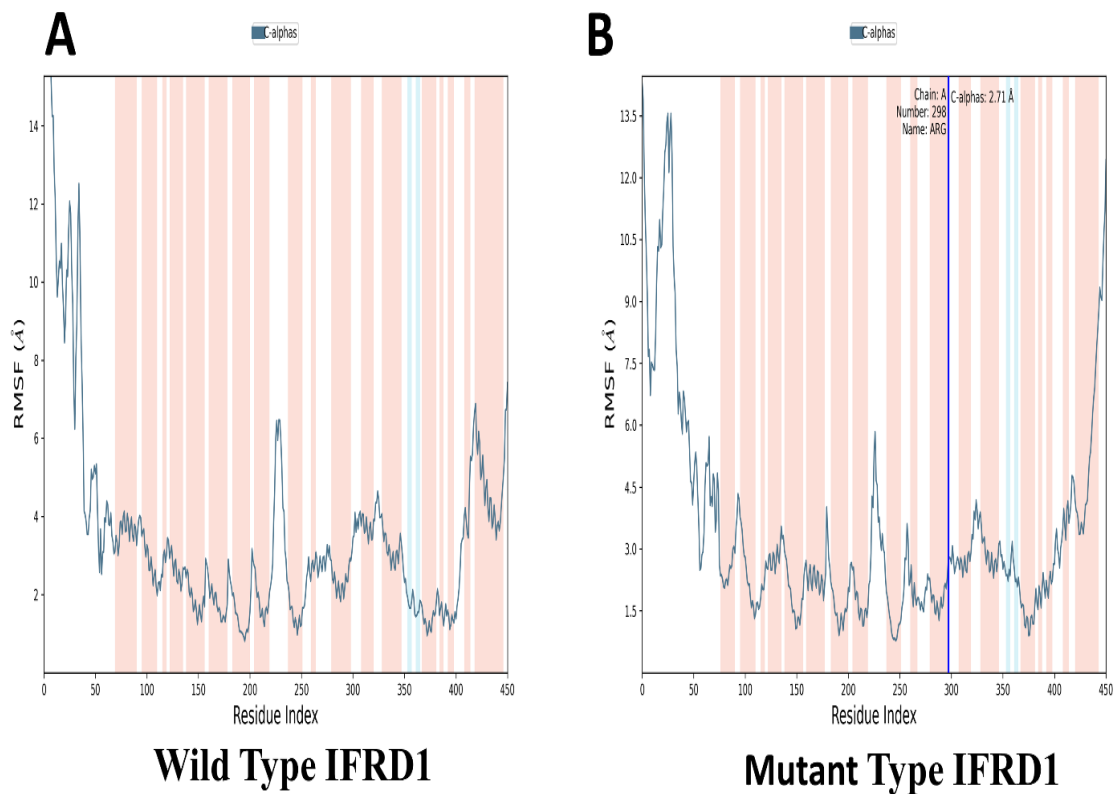 A
C-alphas
14
12
10
8
6
4
2
RMSF (Å)
0 50 100 150 200 250 300 350 400 450
Residue Index
Wild Type IFRD1
B
C-alphas
Chain: A
Number: 298
Name: ARG
C-alphas: 2.71 Å
13.5
12.0
10.5
9.0
7.5
6.0
4.5
3.0
1.5
RMSF (Å)
0 50 100 150 200 250 300 350 400 450
Residue Index
Mutant Type IFRD1